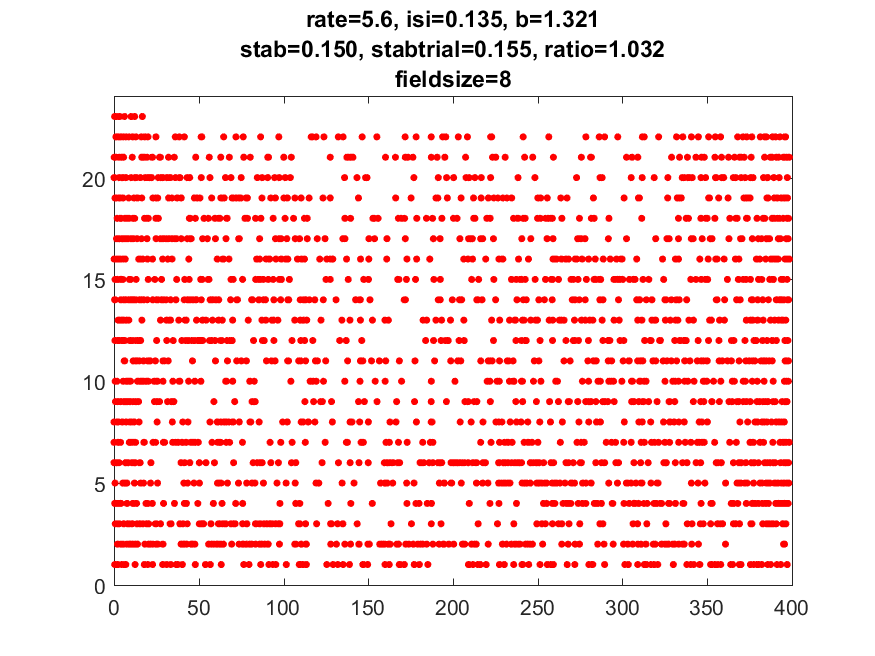 rate=5.6, isi=0.135, b=1.321
stab=0.150, stabtrial=0.155, ratio=1.032
fieldsize=8
20
15
10
5
0
0 50 100 150 200 250 300 350 400